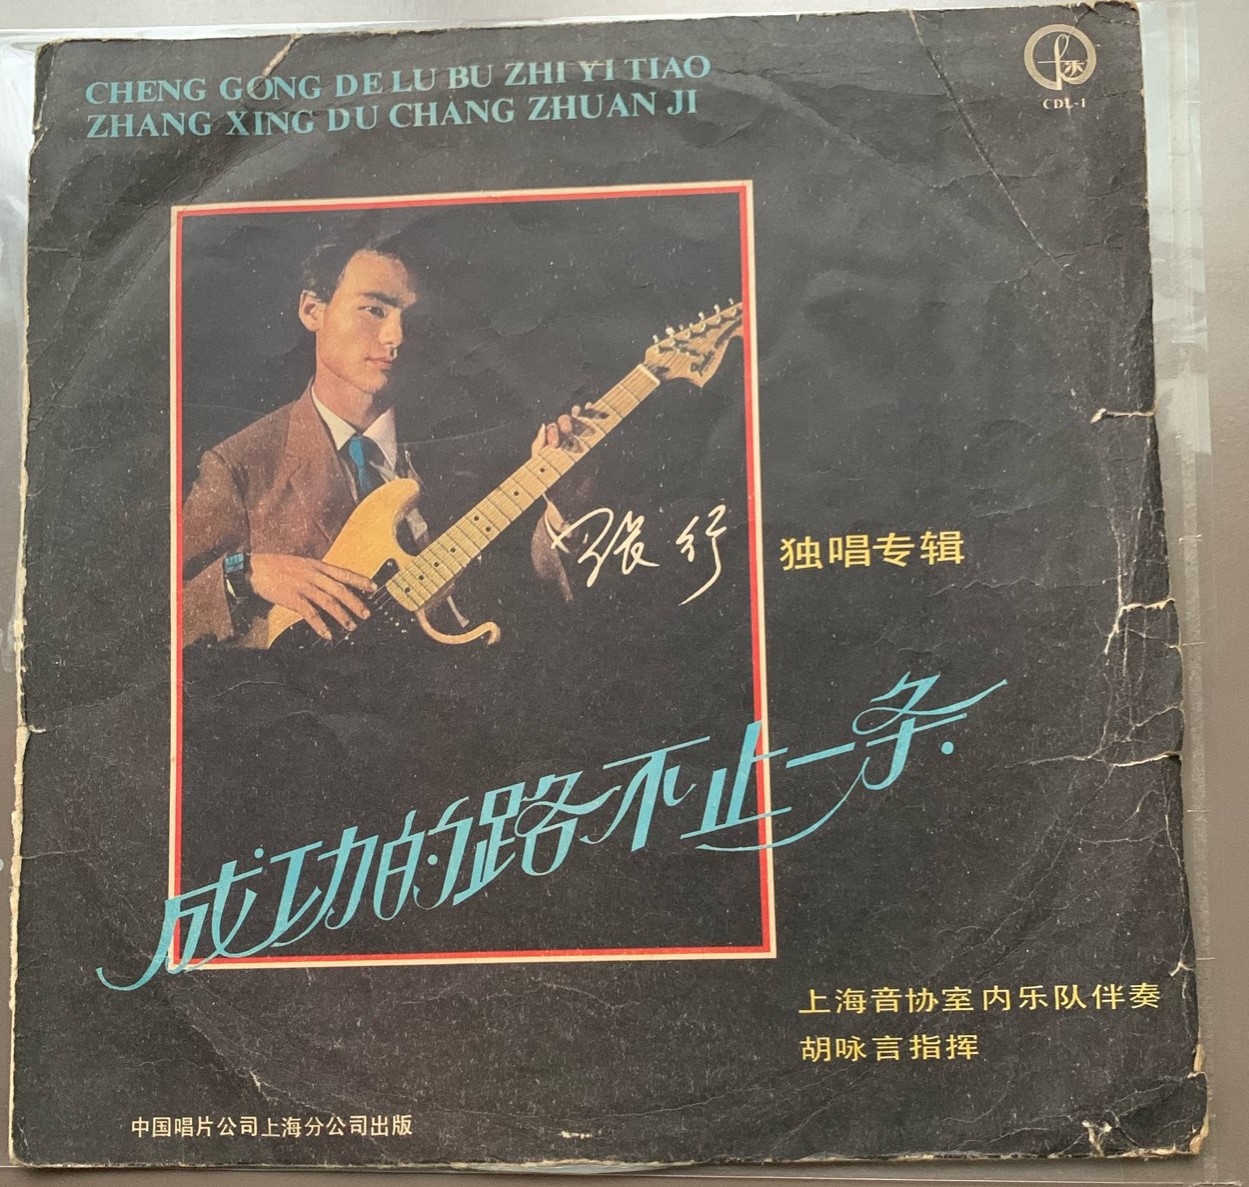 CHENG GONG DE LU BU ZHI YI TIAO
ZHANG XING DU CHANG ZHUAN JI
CDL-1
张行
独唱专辑
成功的路不止一条.
上海音协室内乐队伴奏
胡咏言指挥
中国唱片公司上海分公司出版